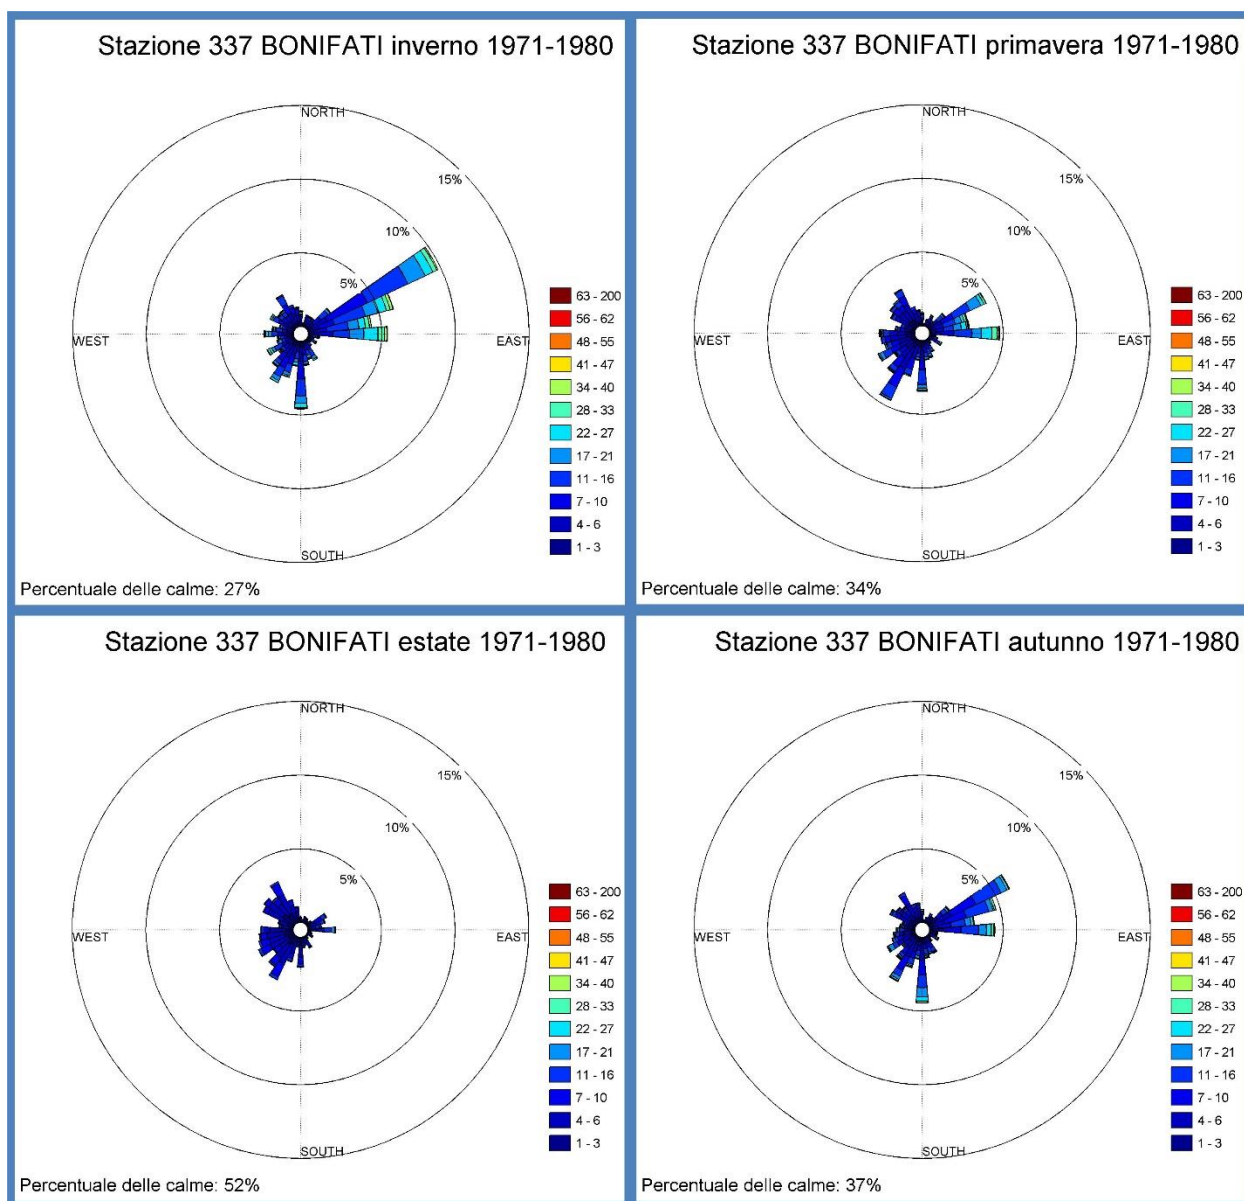 Stazione 337 BONIFATI inverno 1971-1980
NORTH
15%
10%
5%
WEST
EAST
SOUTH
63 - 200
56 - 62
48 - 55
41 - 47
34 - 40
28 - 33
22 - 27
17 - 21
11 - 16
7 - 10
4 - 6
1 - 3
Percentuale delle calme: 27%
Stazione 337 BONIFATI primavera 1971-1980
NORTH
15%
10%
5%
WEST
EAST
SOUTH
63 - 200
56 - 62
48 - 55
41 - 47
34 - 40
28 - 33
22 - 27
17 - 21
11 - 16
7 - 10
4 - 6
1 - 3
Percentuale delle calme: 34%
Stazione 337 BONIFATI estate 1971-1980
NORTH
15%
10%
5%
WEST
EAST
SOUTH
63 - 200
56 - 62
48 - 55
41 - 47
34 - 40
28 - 33
22 - 27
17 - 21
11 - 16
7 - 10
4 - 6
1 - 3
Percentuale delle calme: 52%
Stazione 337 BONIFATI autunno 1971-1980
NORTH
15%
10%
5%
WEST
EAST
SOUTH
63 - 200
56 - 62
48 - 55
41 - 47
34 - 40
28 - 33
22 - 27
17 - 21
11 - 16
7 - 10
4 - 6
1 - 3
Percentuale delle calme: 37%